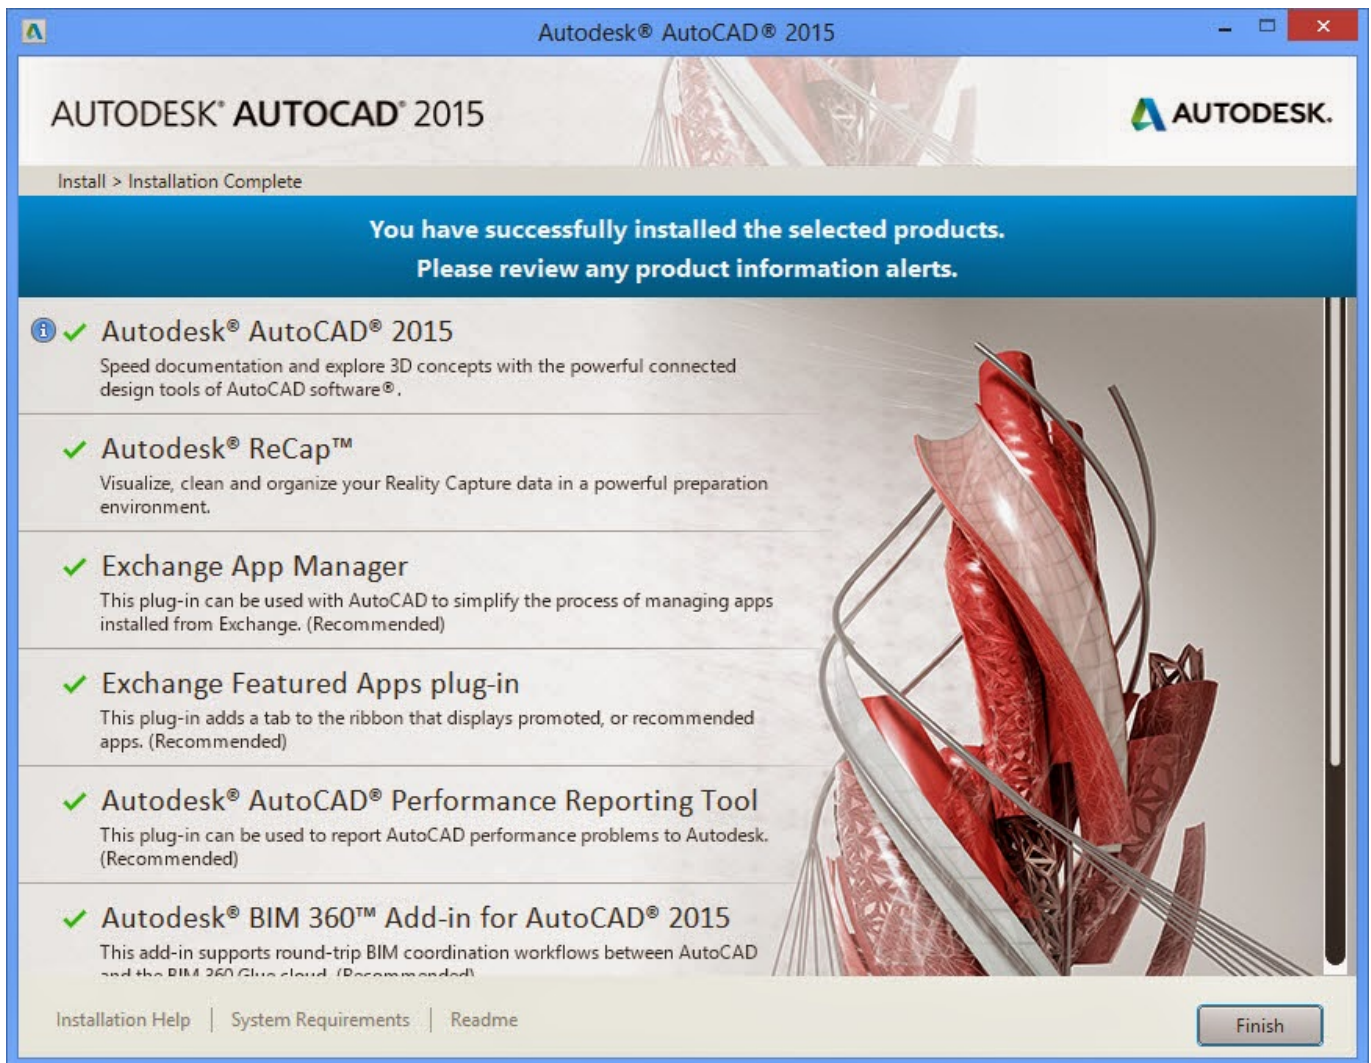 Autodesk® AutoCAD® 2015
AUTODESK® AUTOCAD® 2015
AUTODESK.
Install > Installation Complete
You have successfully installed the selected products.
Please review any product information alerts.
Autodesk® AutoCAD® 2015
Speed documentation and explore 3D concepts with the powerful connected
design tools of AutoCAD software®.
Autodesk® ReCap™
Visualize, clean and organize your Reality Capture data in a powerful preparation
environment.
Exchange App Manager
This plug-in can be used with AutoCAD to simplify the process of managing apps
installed from Exchange. (Recommended)
Exchange Featured Apps plug-in
This plug-in adds a tab to the ribbon that displays promoted, or recommended
apps. (Recommended)
Autodesk® AutoCAD® Performance Reporting Tool
This plug-in can be used to report AutoCAD performance problems to Autodesk.
(Recommended)
Autodesk® BIM 360™ Add-in for AutoCAD® 2015
This add-in supports round-trip BIM coordination workflows between AutoCAD
and the BIM 360 Glue cloud. (Recommended)
Installation Help | System Requirements | Readme
Finish